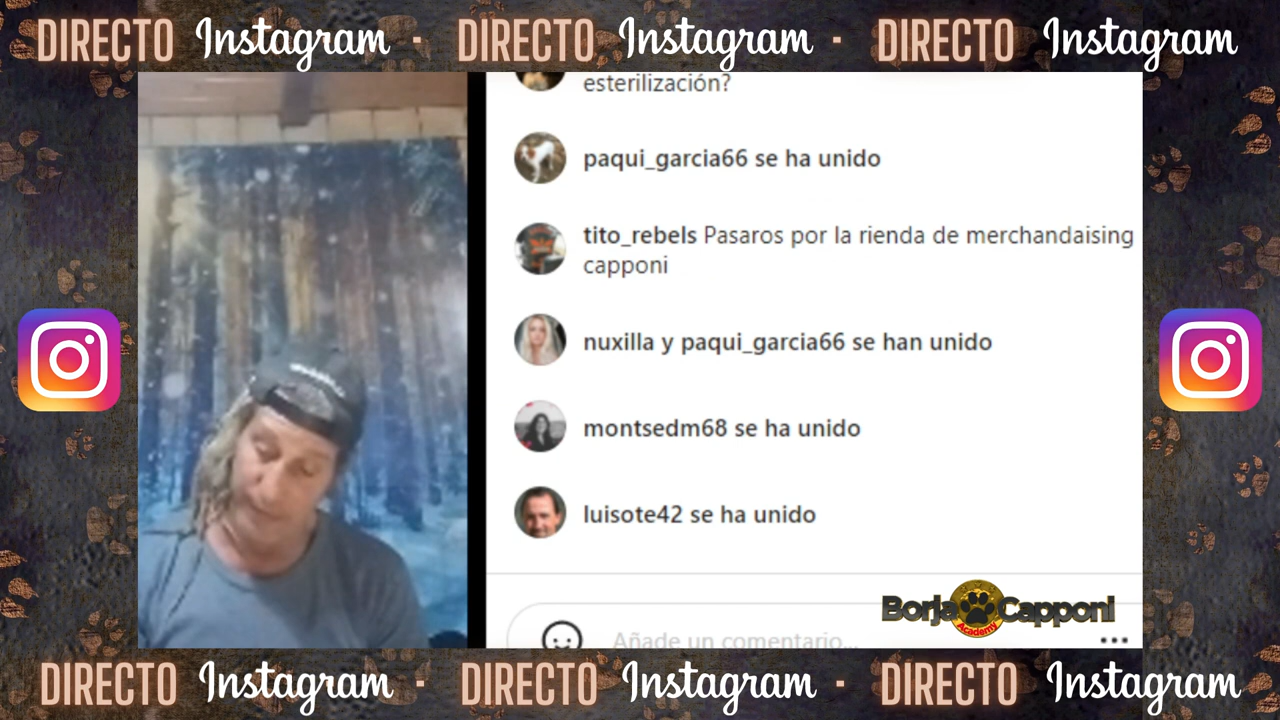 DIRECTO Instagram · DIRECTO Instagram · DIRECTO Instagram
esterilización?
paqui_garcia66 se ha unido
tito_rebels Pasaros por la rienda de merchandaising
capponi
nuxilla y paqui_garcia66 se han unido
montsedm68 se ha unido
luisote42 se ha unido
Borja Capponi
Academy
Añade un comentario...
DIRECTO Instagram · DIRECTO Instagram · DIRECTO Instagram